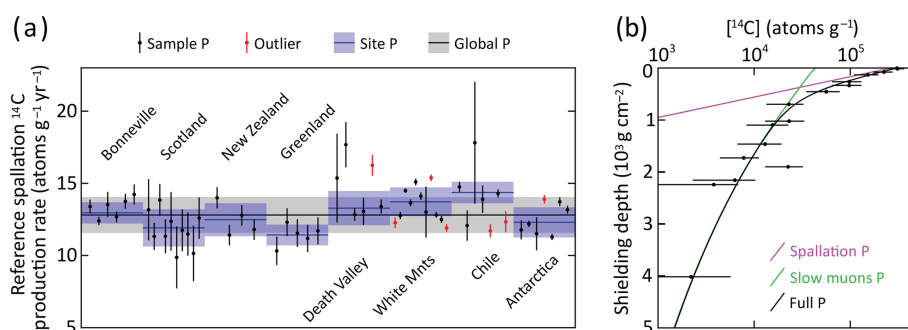 (a)
Sample P Outlier Site P Global P
Reference spallation ¹⁴C
production rate (atoms g⁻¹ yr⁻¹)
20
15
10
5
Bonneville
Scotland
New Zealand
Greenland
Death Valley
White Mnts
Chile
Antarctica
(b)
[¹⁴C] (atoms g⁻¹)
10³ 10⁴ 10⁵
Shielding depth (10³ g cm⁻²)
0
1
2
3
4
5
Spallation P
Slow muons P
Full P